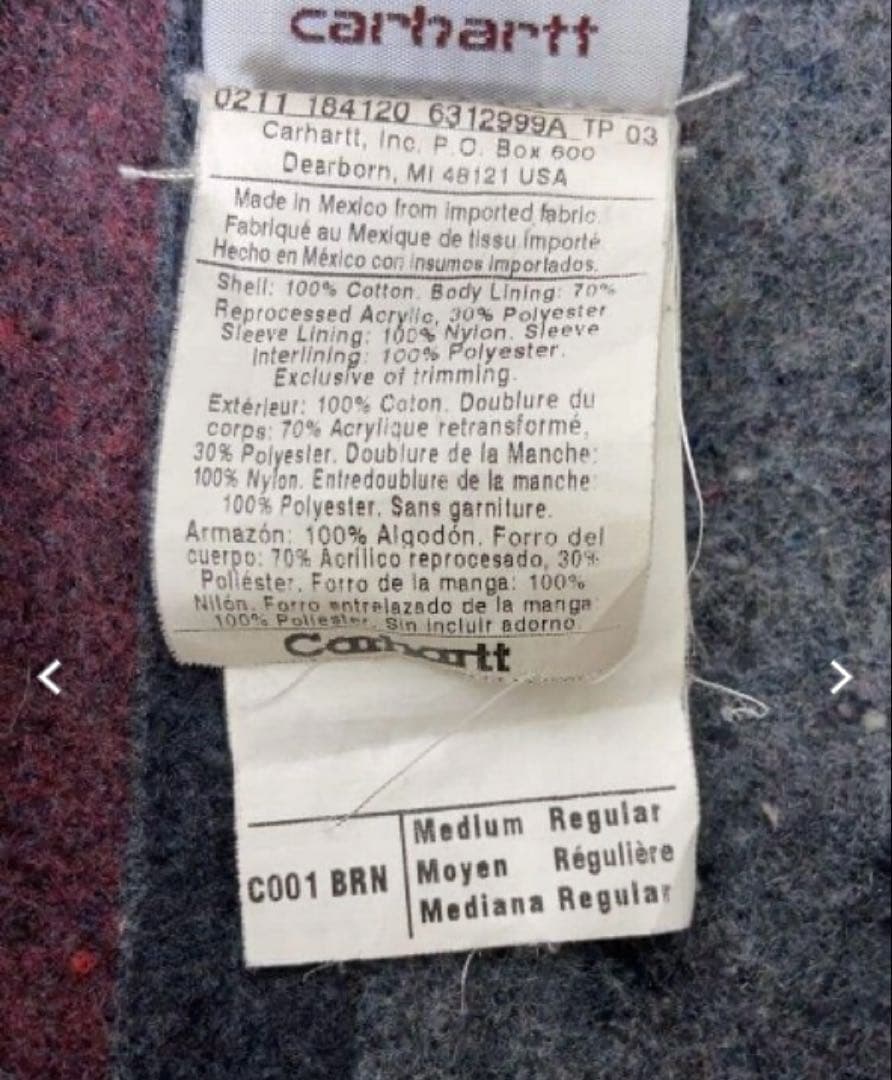 carhartt
0211 184120 6312999A TP 03
Carhartt, Inc. P.O. Box 600
Dearborn, MI 48121 USA
Made in Mexico from imported fabric.
Fabriqué au Mexique de tissu importé
Hecho en México con insumos importados.
Shell: 100% Cotton. Body Lining: 70%
Reprocessed Acrylic, 30% Polyester
Sleeve Lining: 100% Nylon. Sleeve
Interlining: 100% Polyester.
Exclusive of trimming.
Extérieur: 100% Coton. Doublure du
corps: 70% Acrylique retransformé,
30% Polyester. Doublure de la Manche:
100% Nylon. Entredoublure de la manche:
100% Polyester. Sans garniture.
Armazón: 100% Algodón. Forro del
cuerpo: 70% Acrílico reprocesado, 30%
Poliéster. Forro de la manga: 100%
Nilón. Forro entrelazado de la manga
100% Poliester. Sin incluir adorno.
Carhartt
C001 BRN
Medium Regular
Moyen Régulière
Mediana Regular